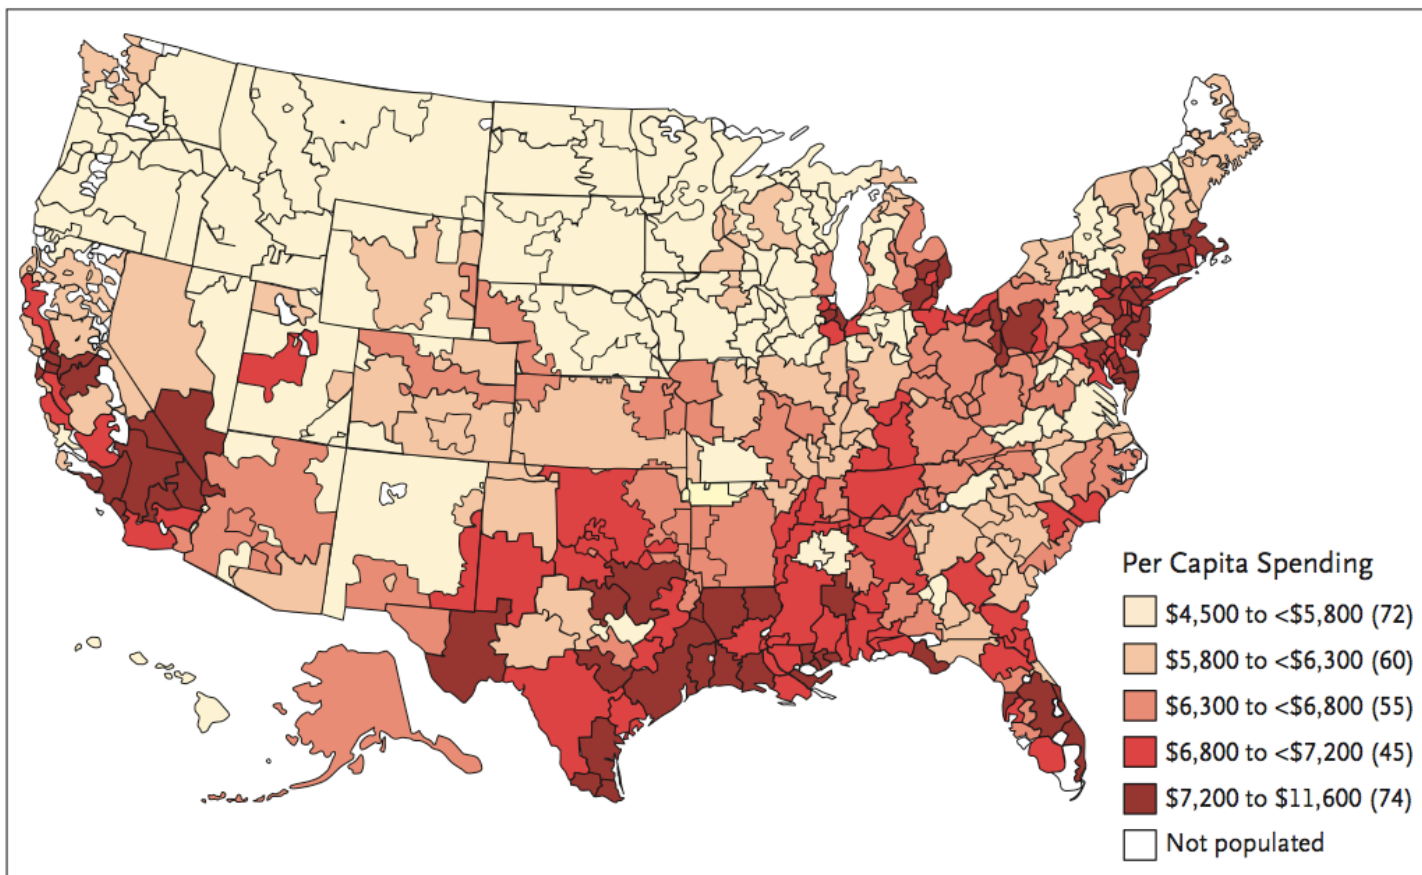 Per Capita Spending
$4,500 to <$5,800 (72)
$5,800 to <$6,300 (60)
$6,300 to <$6,800 (55)
$6,800 to <$7,200 (45)
$7,200 to $11,600 (74)
Not populated